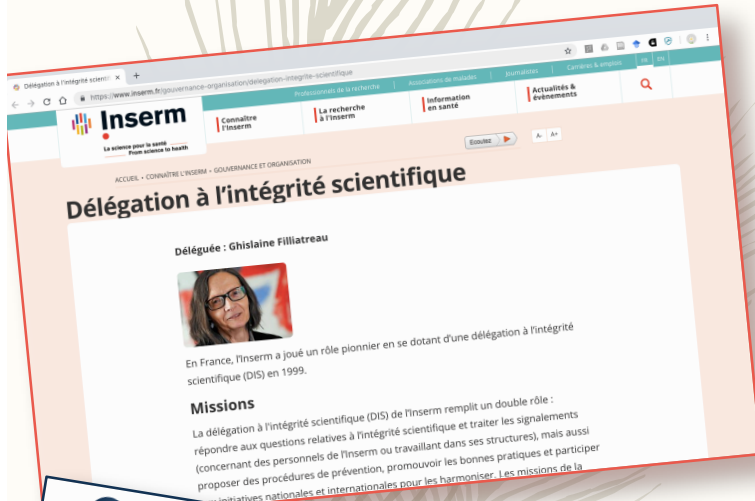 Délégation à l'intégrité scientifi
https://www.inserm.fr/gouvernance-organisation/delegation-integrite-scientifique
Professionnels de la recherche
Associations de malades
Journalistes
Carrières & emplois
FR EN
Inserm
La science pour la santé
From science to health
Connaître
l'Inserm
La recherche
à l'Inserm
Information
en santé
Actualités &
évènements
ACCUEIL • CONNAÎTRE L'INSERM • GOUVERNANCE ET ORGANISATION
Ecoutez
A- A+
Délégation à l'intégrité scientifique
Déléguée : Ghislaine Filliatreau
En France, l'Inserm a joué un rôle pionnier en se dotant d'une délégation à l'intégrité
scientifique (DIS) en 1999.
Missions
La délégation à l'intégrité scientifique (DIS) de l'Inserm remplit un double rôle :
répondre aux questions relatives à l'intégrité scientifique et traiter les signalements
(concernant des personnels de l'Inserm ou travaillant dans ses structures), mais aussi
proposer des procédures de prévention, promouvoir les bonnes pratiques et participer
initiatives nationales et internationales pour les harmoniser. Les missions de la